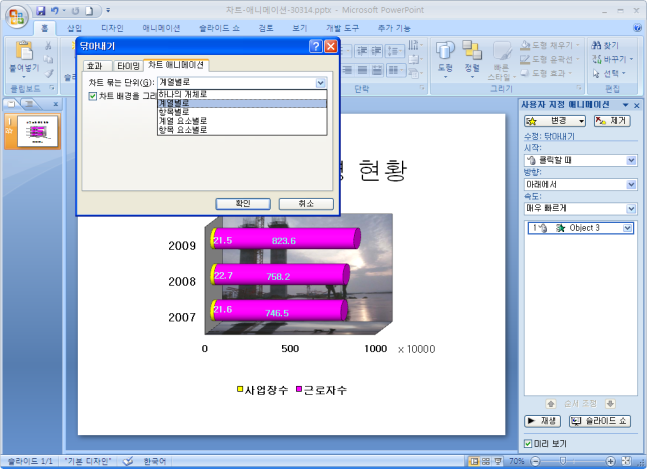 차트-애니메이션-30314.pptx - Microsoft PowerPoint
홈 삽입 디자인 애니메이션 슬라이드 쇼 검토 보기 개발 도구 추가 기능
붙여넣기
클립보드
단락
도형 정렬 빠른 스타일
도형 채우기
도형 윤곽선
도형 효과
그리기
찾기
바꾸기
선택
편집
닦아내기
효과 타이밍 차트 애니메이션
차트 묶는 단위(G): 계열별로
차트 배경을 그리
하나의 개체로
계열별로
항목별로
계열 요소별로
항목 요소별로
확인 취소
현황
2009 21.5 823.6
2008 22.7 758.2
2007 21.6 746.5
0 500 1000 × 10000
사업장수 근로자수
사용자 지정 애니메이션
변경 제거
수정: 닦아내기
시작:
클릭할 때
방향:
아래에서
속도:
매우 빠르게
1 Object 3
순서 조정
재생 슬라이드 쇼
미리 보기
슬라이드 1/1 "기본 디자인" 한국어 70%